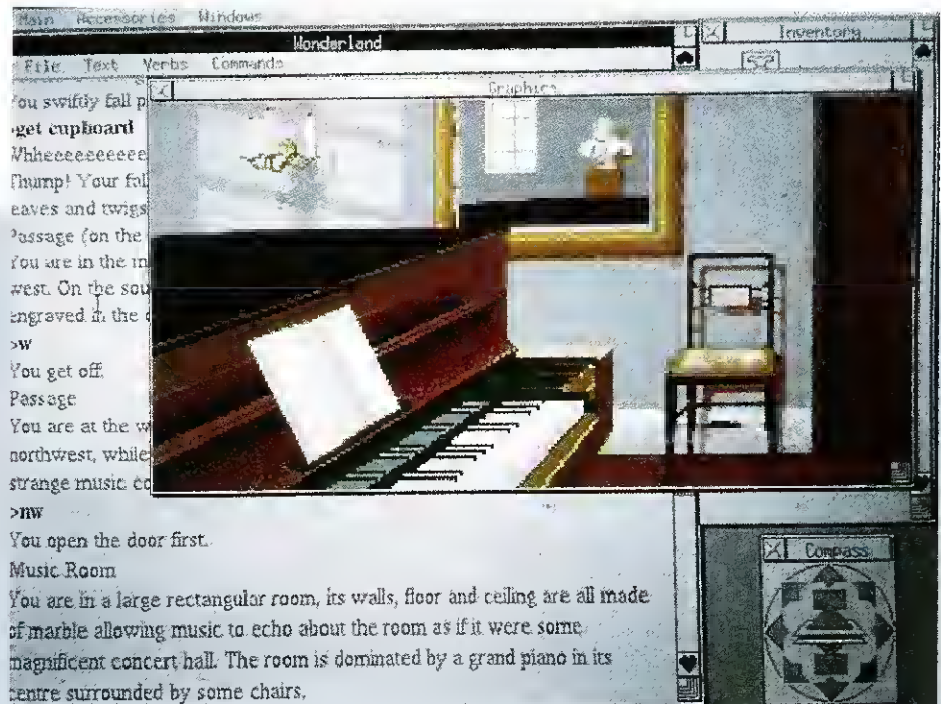 Main Accessories Windows
Wonderland
File Text Verbs Commands
Inventory
Graphics
You swiftly fall p
>get cupboard
Whheeeeeeeeeee
Thump! Your fal
eaves and twigs
Passage (on the
You are in the m
west. On the sou
engraved in the
>w
You get off.
Passage
You are at the w
northwest, while
strange music
>nw
You open the door first.
Music Room
You are in a large rectangular room, its walls, floor and ceiling are all made
of marble allowing music to echo about the room as if it were some
magnificent concert hall. The room is dominated by a grand piano in its
centre surrounded by some chairs.
Compass